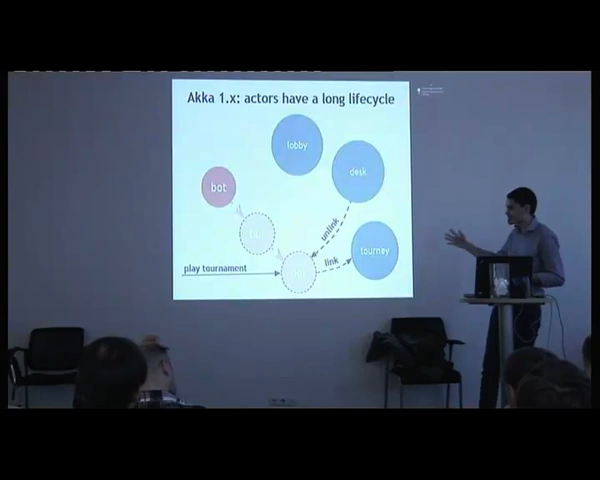 Akka 1.x: actors have a long lifecycle
lobby
desk
bot
unlink
tourney
link
play tournament